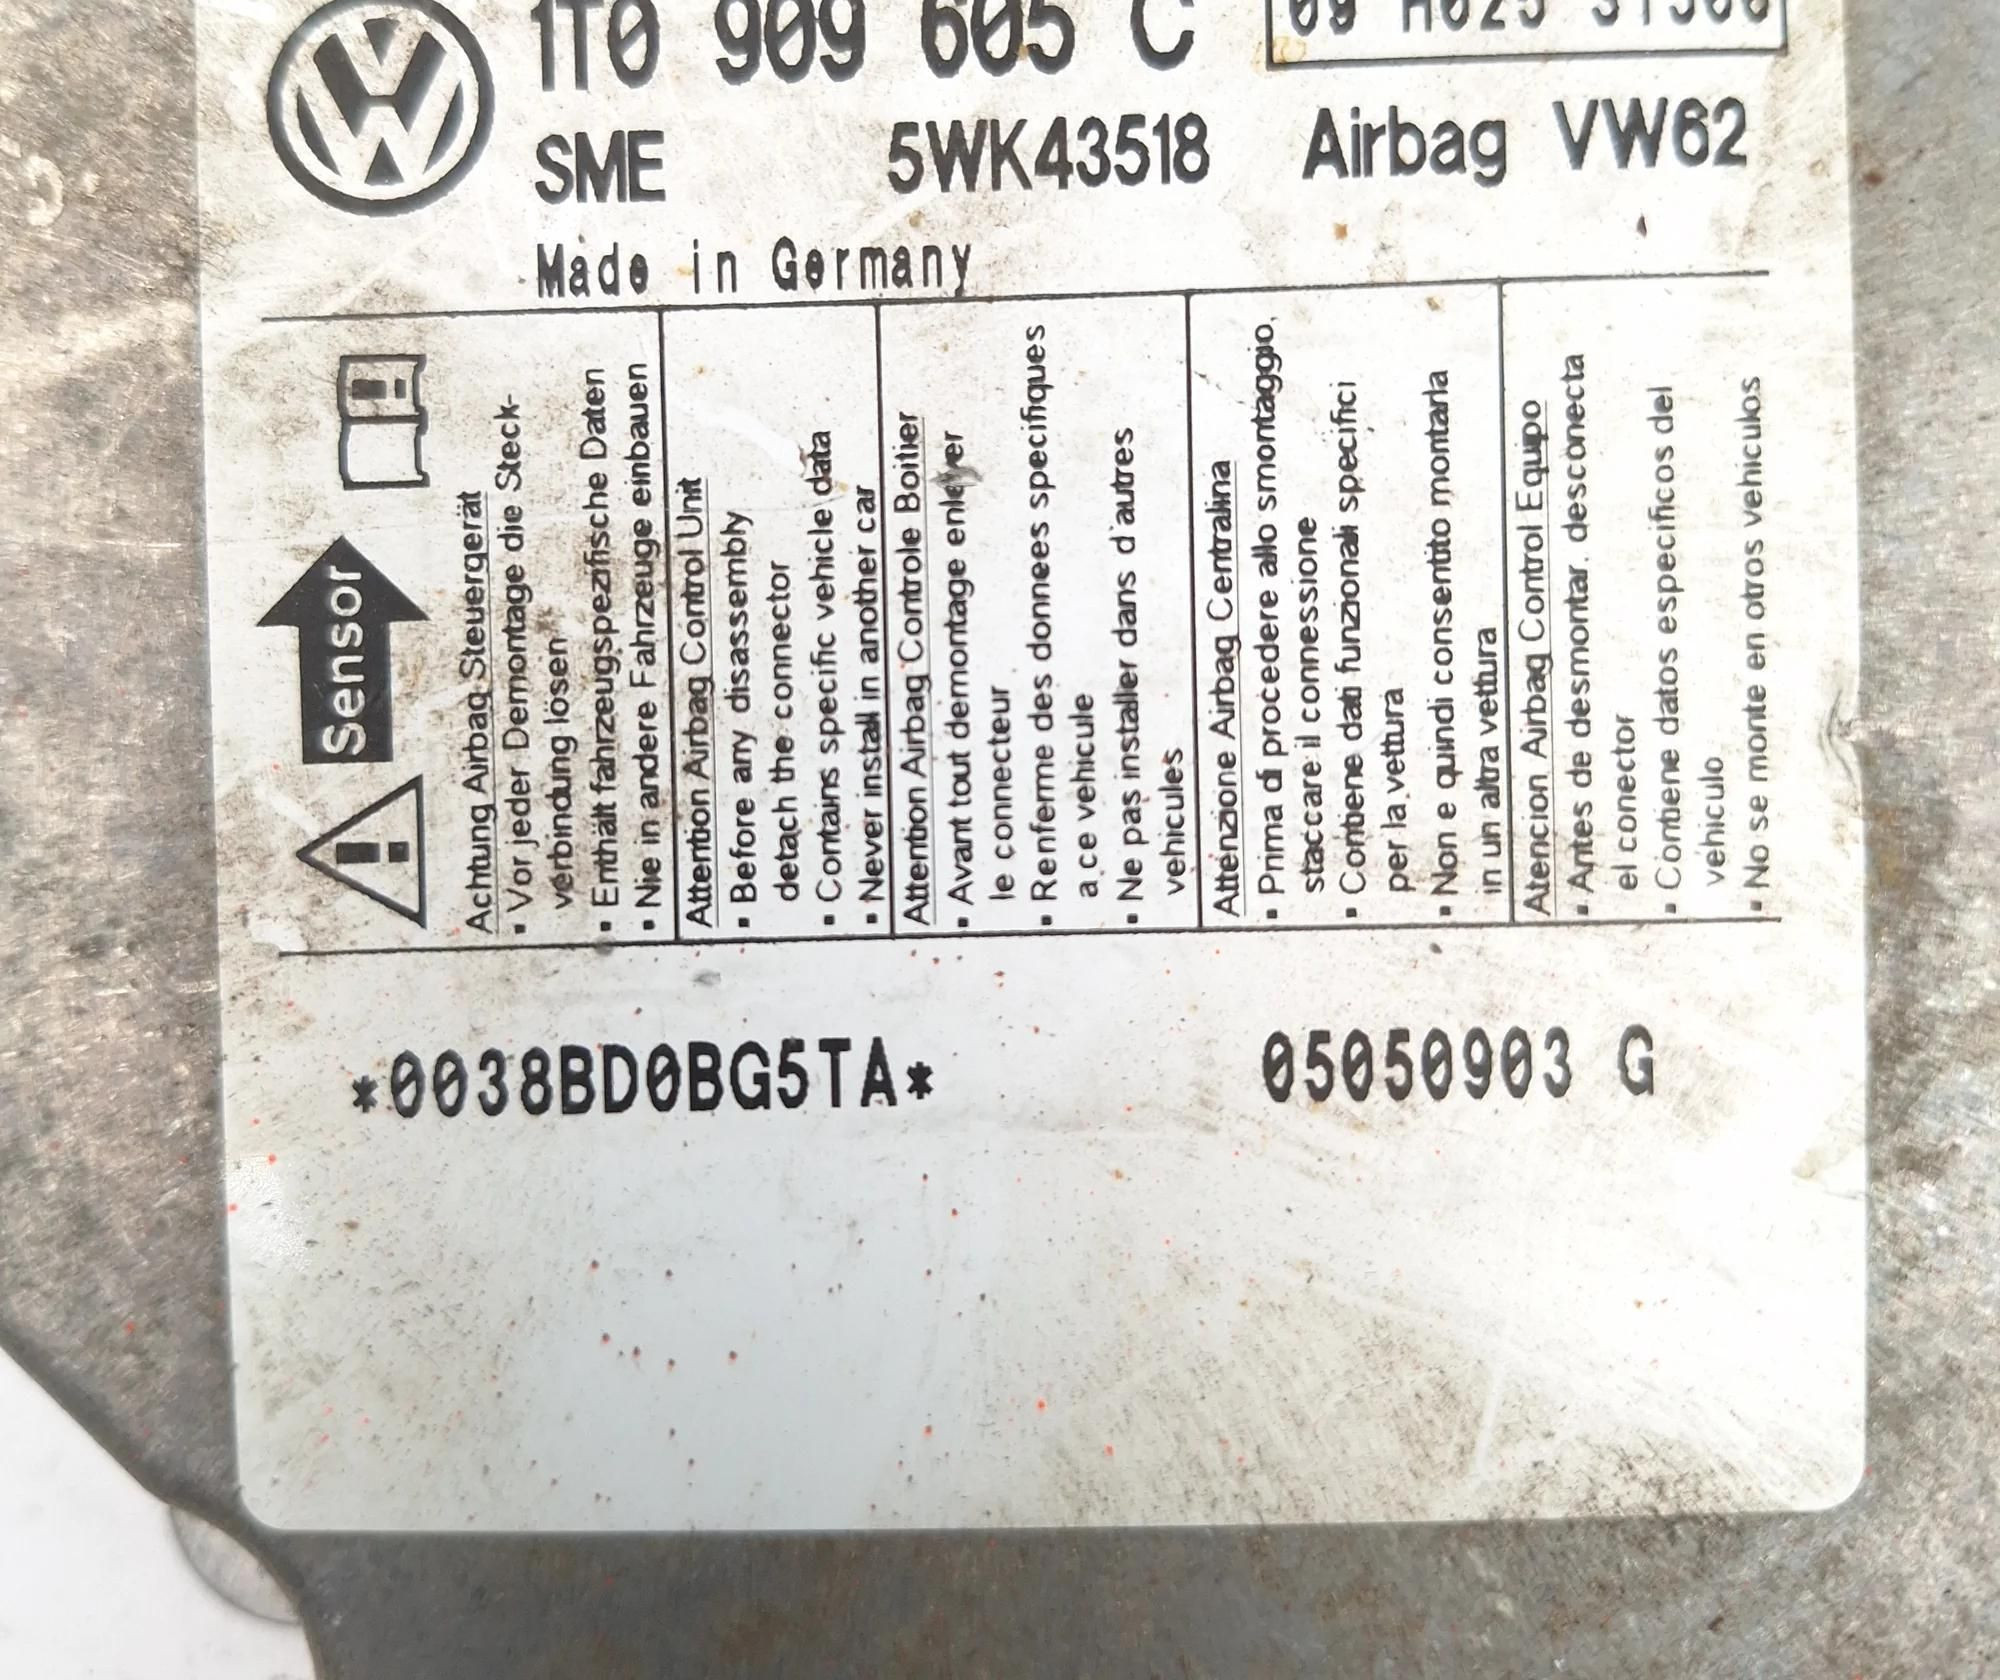 1T0 909 605 C
SME 5WK43518 Airbag VW62
Made in Germany
Sensor
Achtung Airbag Steuergerät
▪ Vor jeder Demontage die Steck-
verbindung lösen
▪ Enthält fahrzeugspezifische Daten
▪ Nie in andere Fahrzeuge einbauen
Attention Airbag Control Unit
▪ Before any disassembly
detach the connector
▪ Contains specific vehicle data
▪ Never install in another car
Attention Airbag Controle Boitier
▪ Avant tout demontage enlever
le connecteur
▪ Renferme des donnees specifiques
a ce vehicule
▪ Ne pas installer dans d'autres
vehicules
Attenzione Airbag Centralina
▪ Prima di procedere allo smontaggio,
staccare il connessione
▪ Contiene dati funzionali specifici
per la vettura
▪ Non e quindi consentito montarla
in un altra vettura
Atencion Airbag Control Equipo
▪ Antes de desmontar, desconecta
el conector
▪ Contiene datos especificos del
vehiculo
▪ No se monte en otros vehiculos
*0038BD0BG5TA* 05050903 G